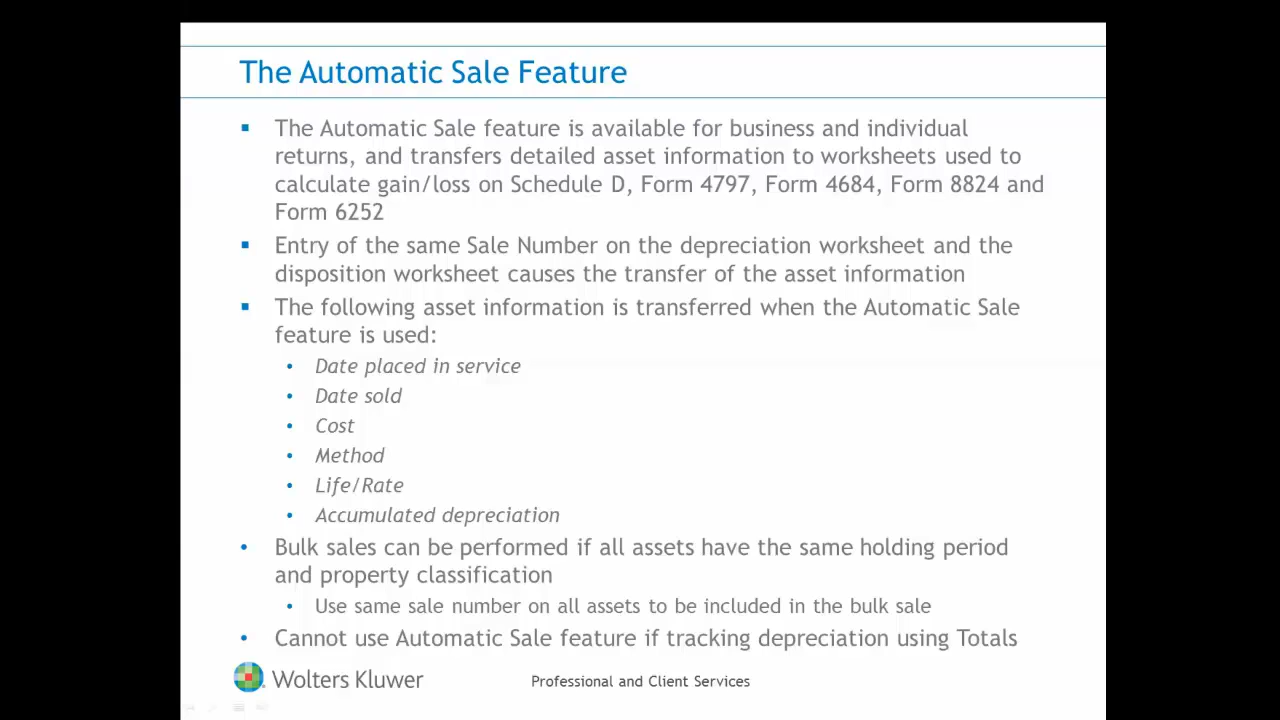 The Automatic Sale Feature
The Automatic Sale feature is available for business and individual
returns, and transfers detailed asset information to worksheets used to
calculate gain/loss on Schedule D, Form 4797, Form 4684, Form 8824 and
Form 6252
Entry of the same Sale Number on the depreciation worksheet and the
disposition worksheet causes the transfer of the asset information
The following asset information is transferred when the Automatic Sale
feature is used:
Date placed in service
Date sold
Cost
Method
Life/Rate
Accumulated depreciation
Bulk sales can be performed if all assets have the same holding period
and property classification
Use same sale number on all assets to be included in the bulk sale
Cannot use Automatic Sale feature if tracking depreciation using Totals
Wolters Kluwer
Professional and Client Services